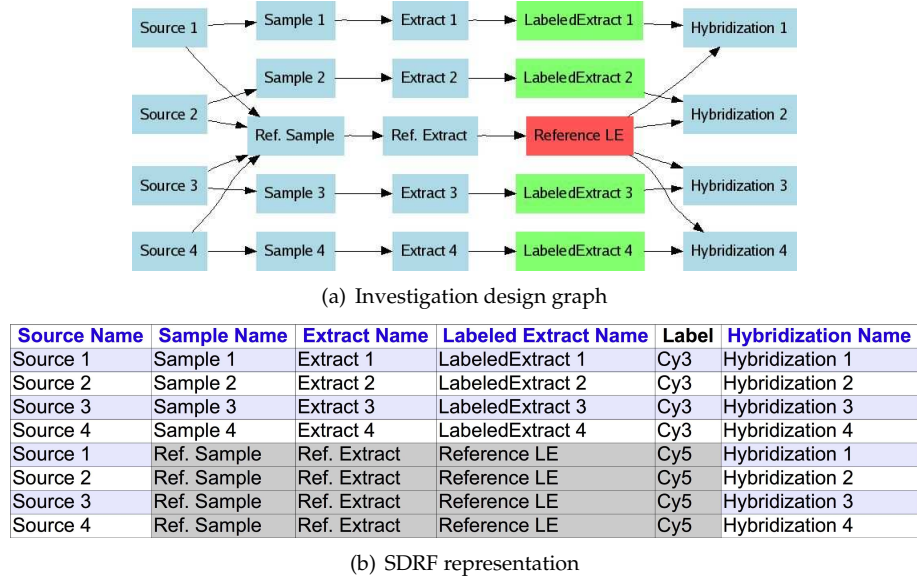 Source 1 Sample 1 Extract 1 LabeledExtract 1 Hybridization 1
Sample 2 Extract 2 LabeledExtract 2
Source 2 Hybridization 2
Ref. Sample Ref. Extract Reference LE
Source 3 Hybridization 3
Sample 3 Extract 3 LabeledExtract 3
Source 4 Sample 4 Extract 4 LabeledExtract 4 Hybridization 4
(a) Investigation design graph
Source Name Sample Name Extract Name Labeled Extract Name Label Hybridization Name
Source 1 Sample 1 Extract 1 LabeledExtract 1 Cy3 Hybridization 1
Source 2 Sample 2 Extract 2 LabeledExtract 2 Cy3 Hybridization 2
Source 3 Sample 3 Extract 3 LabeledExtract 3 Cy3 Hybridization 3
Source 4 Sample 4 Extract 4 LabeledExtract 4 Cy3 Hybridization 4
Source 1 Ref. Sample Ref. Extract Reference LE Cy5 Hybridization 1
Source 2 Ref. Sample Ref. Extract Reference LE Cy5 Hybridization 2
Source 3 Ref. Sample Ref. Extract Reference LE Cy5 Hybridization 3
Source 4 Ref. Sample Ref. Extract Reference LE Cy5 Hybridization 4
(b) SDRF representation